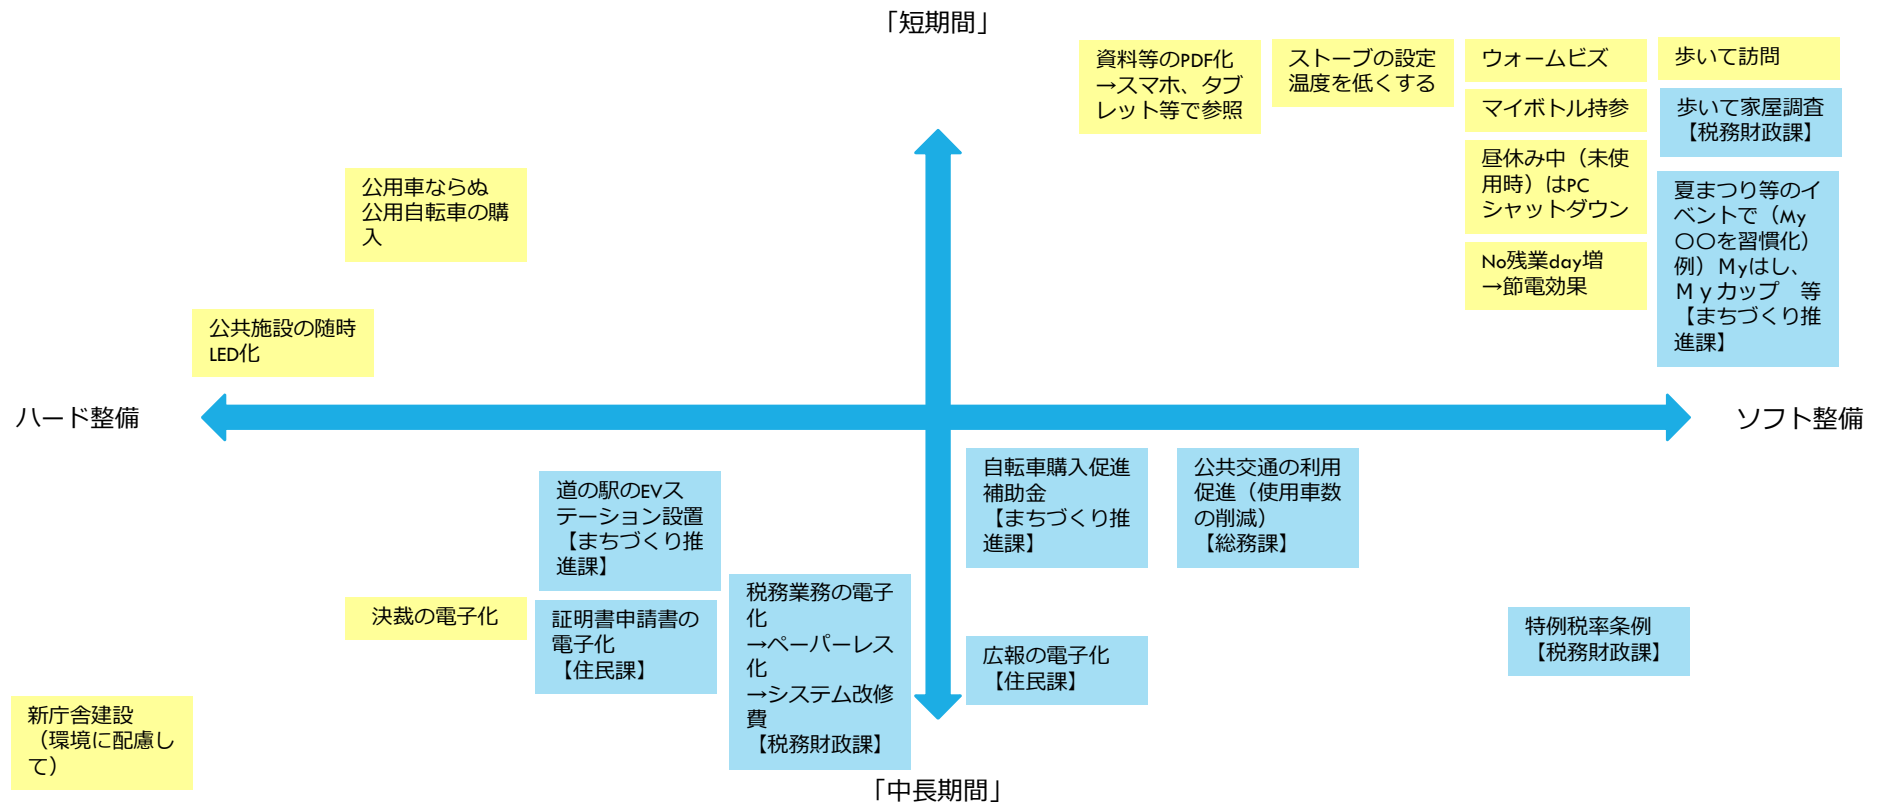 「短期間」
資料等のPDF化
→スマホ、タブ
レット等で参照
ストーブの設定
温度を低くする
ウォームビズ
歩いて訪問
マイボトル持参
歩いて家屋調査
【税務財政課】
昼休み中（未使
用時）はPC
シャットダウン
夏まつり等のイ
ベントで（My
〇〇を習慣化）
例）Ｍyはし、
Ｍｙカップ　等
【まちづくり推
進課】
No残業day増
→節電効果
公用車ならぬ
公用自転車の購
入
公共施設の随時
LED化
ハード整備
ソフト整備
道の駅のEVス
テーション設置
【まちづくり推
進課】
自転車購入促進
補助金
【まちづくり推
進課】
公共交通の利用
促進（使用車数
の削減）
【総務課】
決裁の電子化
証明書申請書の
電子化
【住民課】
税務業務の電子
化
→ペーパーレス
化
→システム改修
費
【税務財政課】
広報の電子化
【住民課】
特例税率条例
【税務財政課】
新庁舎建設
（環境に配慮し
て）
「中長期間」